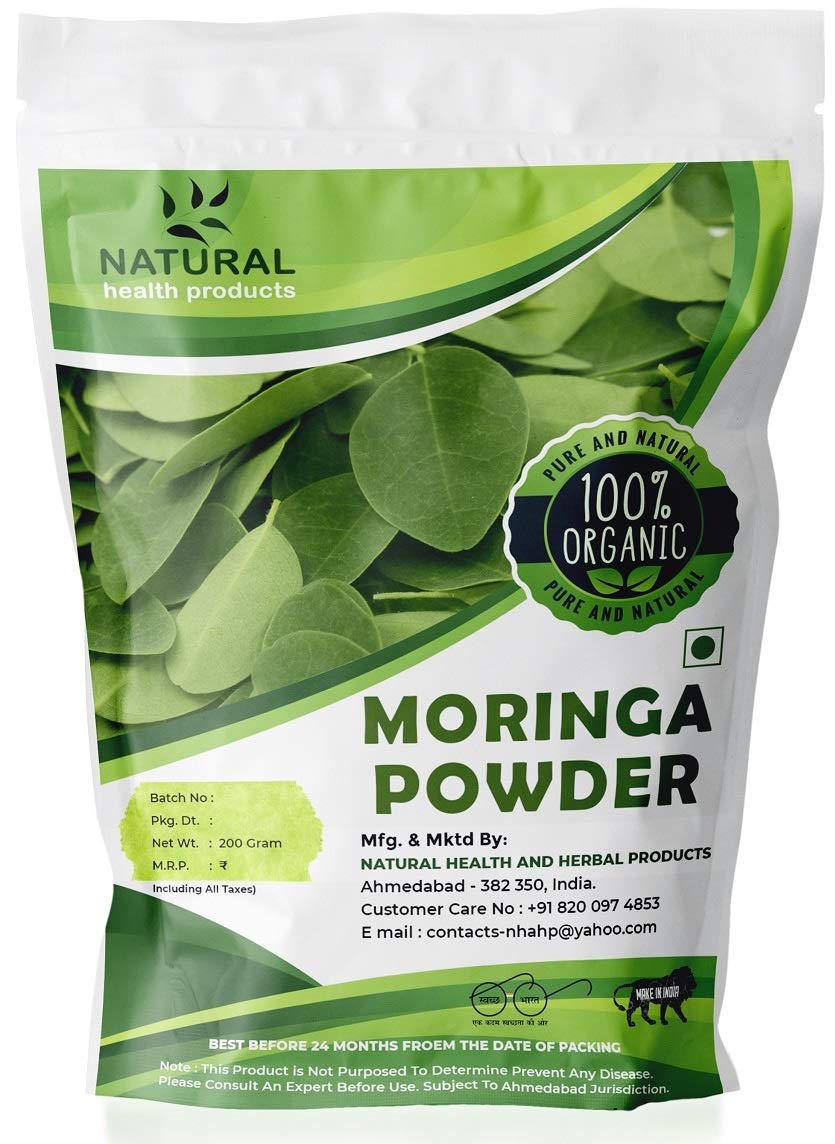 NATURAL
health products
PURE AND NATURAL
100%
ORGANIC
PURE AND NATURAL
MORINGA
POWDER
Batch No :
Pkg. Dt. :
Net Wt. : 200 Gram
M.R.P. : ₹
Including All Taxes)
Mfg. & Mktd By:
NATURAL HEALTH AND HERBAL PRODUCTS
Ahmedabad - 382 350, India.
Customer Care No : +91 820 097 4853
E mail : contacts-nhahp@yahoo.com
स्वच्छ भारत
एक कदम स्वच्छता की ओर
MAKE IN INDIA
BEST BEFORE 24 MONTHS FROEM THE DATE OF PACKING
Note : This Product is Not Purposed To Determine Prevent Any Disease.
Please Consult An Expert Before Use. Subject To Ahmedabad Jurisdiction.